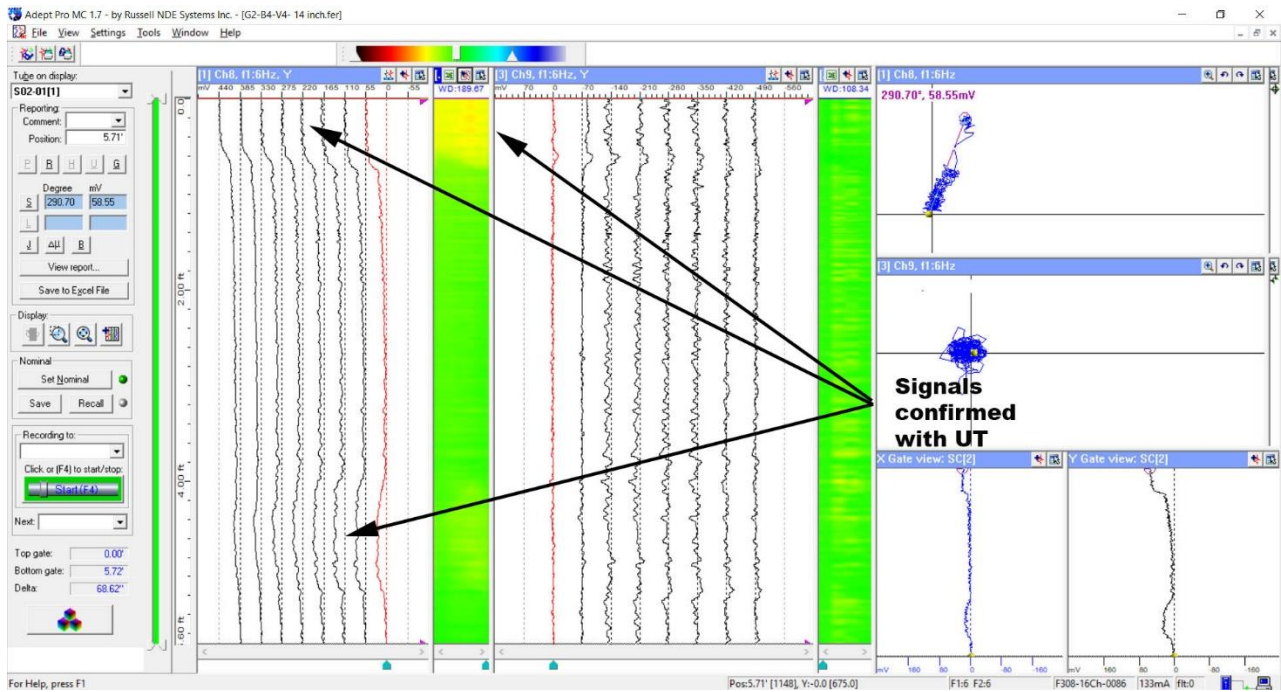 Adept Pro MC 1.7 - by Russell NDE Systems Inc. - [G2-B4-V4- 14 inch.fer]
File View Settings Tools Window Help
Tube on display:
S02-01[1]
Reporting:
Comment:
Position: 5.71'
P B H U G
Degree mV
S 290.70 58.55
L
J Δµ B
View report...
Save to Excel File
Display:
Nominal
Set Nominal
Save Recall
Recording to:
Click or (F4) to start/stop:
Start (F4)
Next:
Top gate: 0.00'
Bottom gate: 5.72'
Delta: 68.62"
0.0
2.00 ft
4.00 ft
.60 ft
[1] Ch8, f1:6Hz, Y
mV 440 385 330 275 220 165 110 55 0 -55
WD:189.67
[3] Ch9, f1:6Hz, Y
mV 70 0 -70 -140 -210 -280 -350 -420 -490 -560
WD:108.34
[1] Ch8, f1:6Hz
290.70°, 58.55mV
[3] Ch9, f1:6Hz
Signals
confirmed
with UT
X Gate view: SC[2]
mV 160 80 0 -80 -160
Y Gate view: SC[2]
mV 160 80 0 -80 -160
For Help, press F1
Pos:5.71' [1148], Y:-0.0 [675.0]
F1:6 F2:6
F308-16Ch-0086
133mA
flt:0